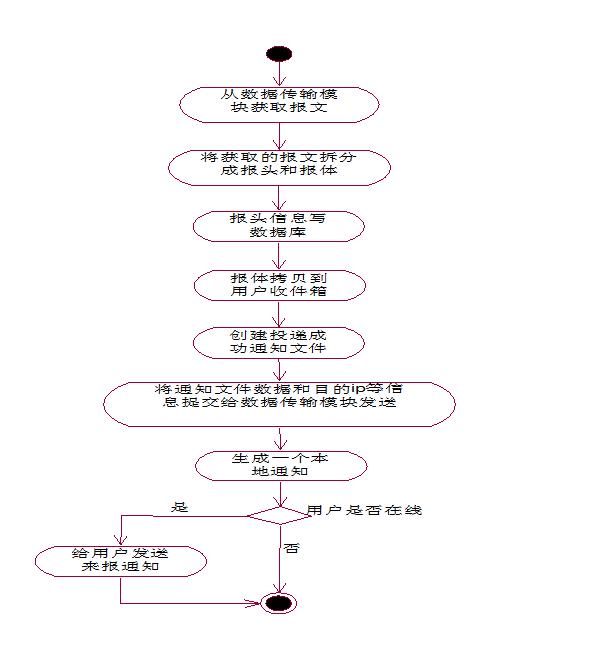 从数据传输模
块获取报文
将获取的报文拆分
成报头和报体
报头信息写
数据库
报体拷贝到
用户收件箱
创建投递成
功通知文件
将通知文件数据和目的ip等信
息提交给数据传输模块发送
生成一个本
地通知
是
用户是否在线
否
给用户发送
来报通知